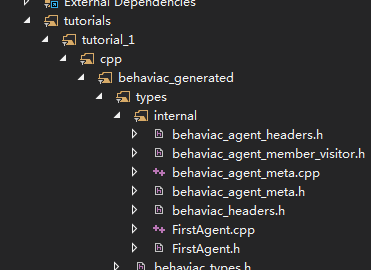 External Dependencies
tutorials
tutorial_1
cpp
behaviac_generated
types
internal
behaviac_agent_headers.h
behaviac_agent_member_visitor.h
behaviac_agent_meta.cpp
behaviac_agent_meta.h
behaviac_headers.h
FirstAgent.cpp
FirstAgent.h
behaviac_types.h